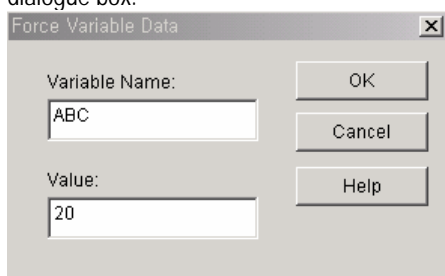 dialogue box.
Force Variable Data
Variable Name:
ABC
OK
Cancel
Value:
20
Help